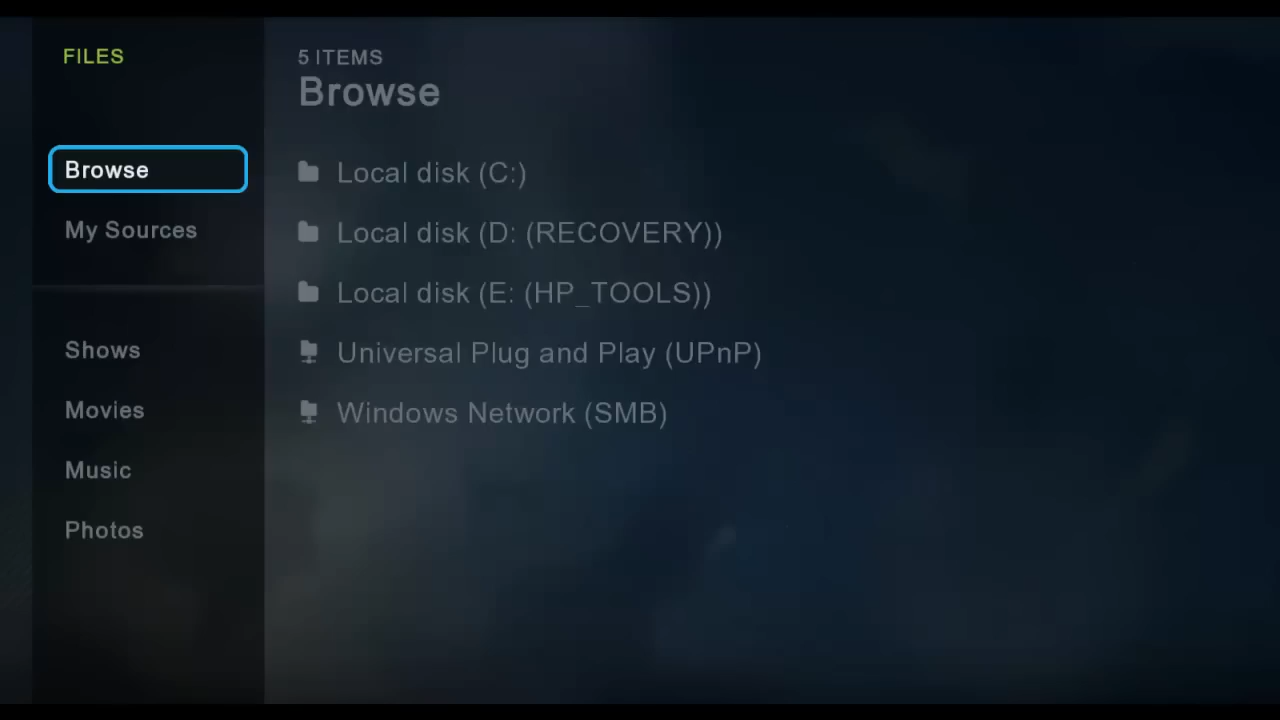 FILES
Browse
My Sources
Shows
Movies
Music
Photos
5 ITEMS
Browse
Local disk (C:)
Local disk (D: (RECOVERY))
Local disk (E: (HP_TOOLS))
Universal Plug and Play (UPnP)
Windows Network (SMB)